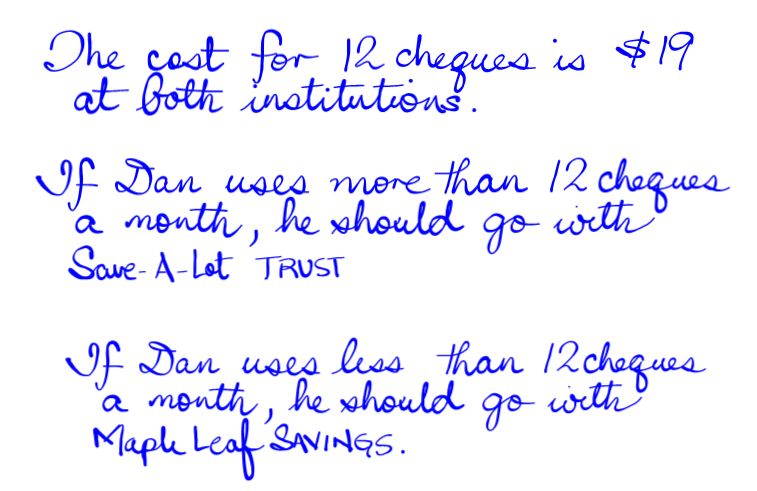 The cost for 12 cheques is $19
at both institutions.
If Dan uses more than 12 cheques
a month, he should go with
Save-A-Lot TRUST
If Dan uses less than 12 cheques
a month, he should go with
Maple Leaf SAVINGS.